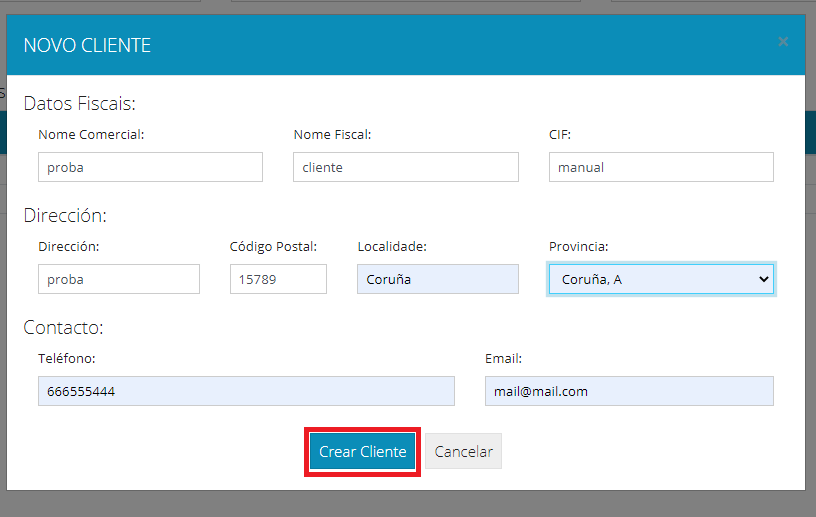 NOVO CLIENTE ×
Datos Fiscais:
Nome Comercial: Nome Fiscal: CIF:
proba cliente manual
Dirección:
Dirección: Código Postal: Localidade: Provincia:
proba 15789 Coruña Coruña, A
Contacto:
Teléfono: Email:
666555444 mail@mail.com
Crear Cliente Cancelar